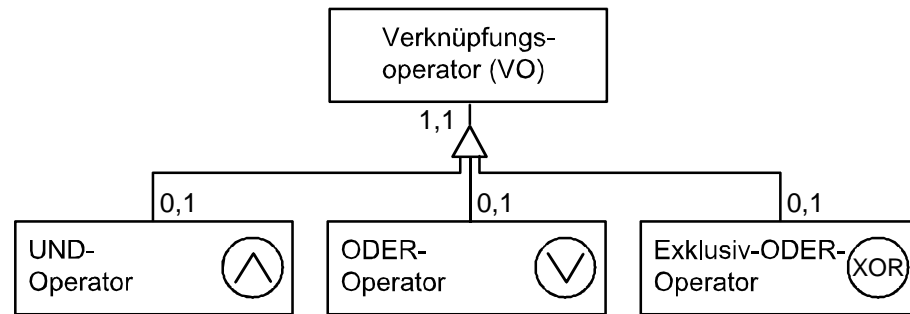 Verknüpfungs-
operator (VO)
1,1
0,1
0,1
0,1
UND-
Operator
ODER-
Operator
Exklusiv-ODER-
Operator
XOR